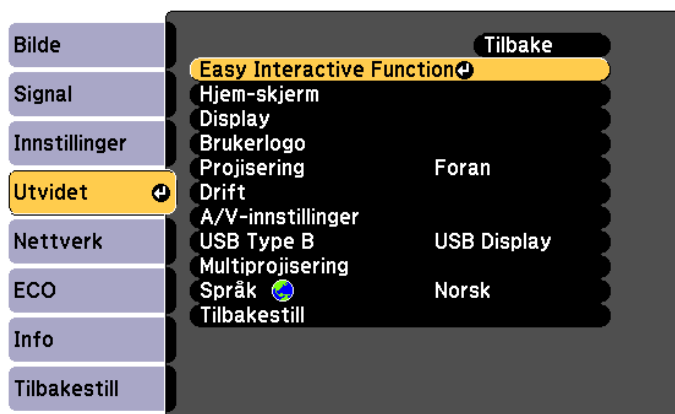 Bilde
Signal
Innstillinger
Utvidet
Nettverk
ECO
Info
Tilbakestill
Tilbake
Easy Interactive Function
Hjem-skjerm
Display
Brukerlogo
Projisering Foran
Drift
A/V-innstillinger
USB Type B USB Display
Multiprojisering
Språk Norsk
Tilbakestill